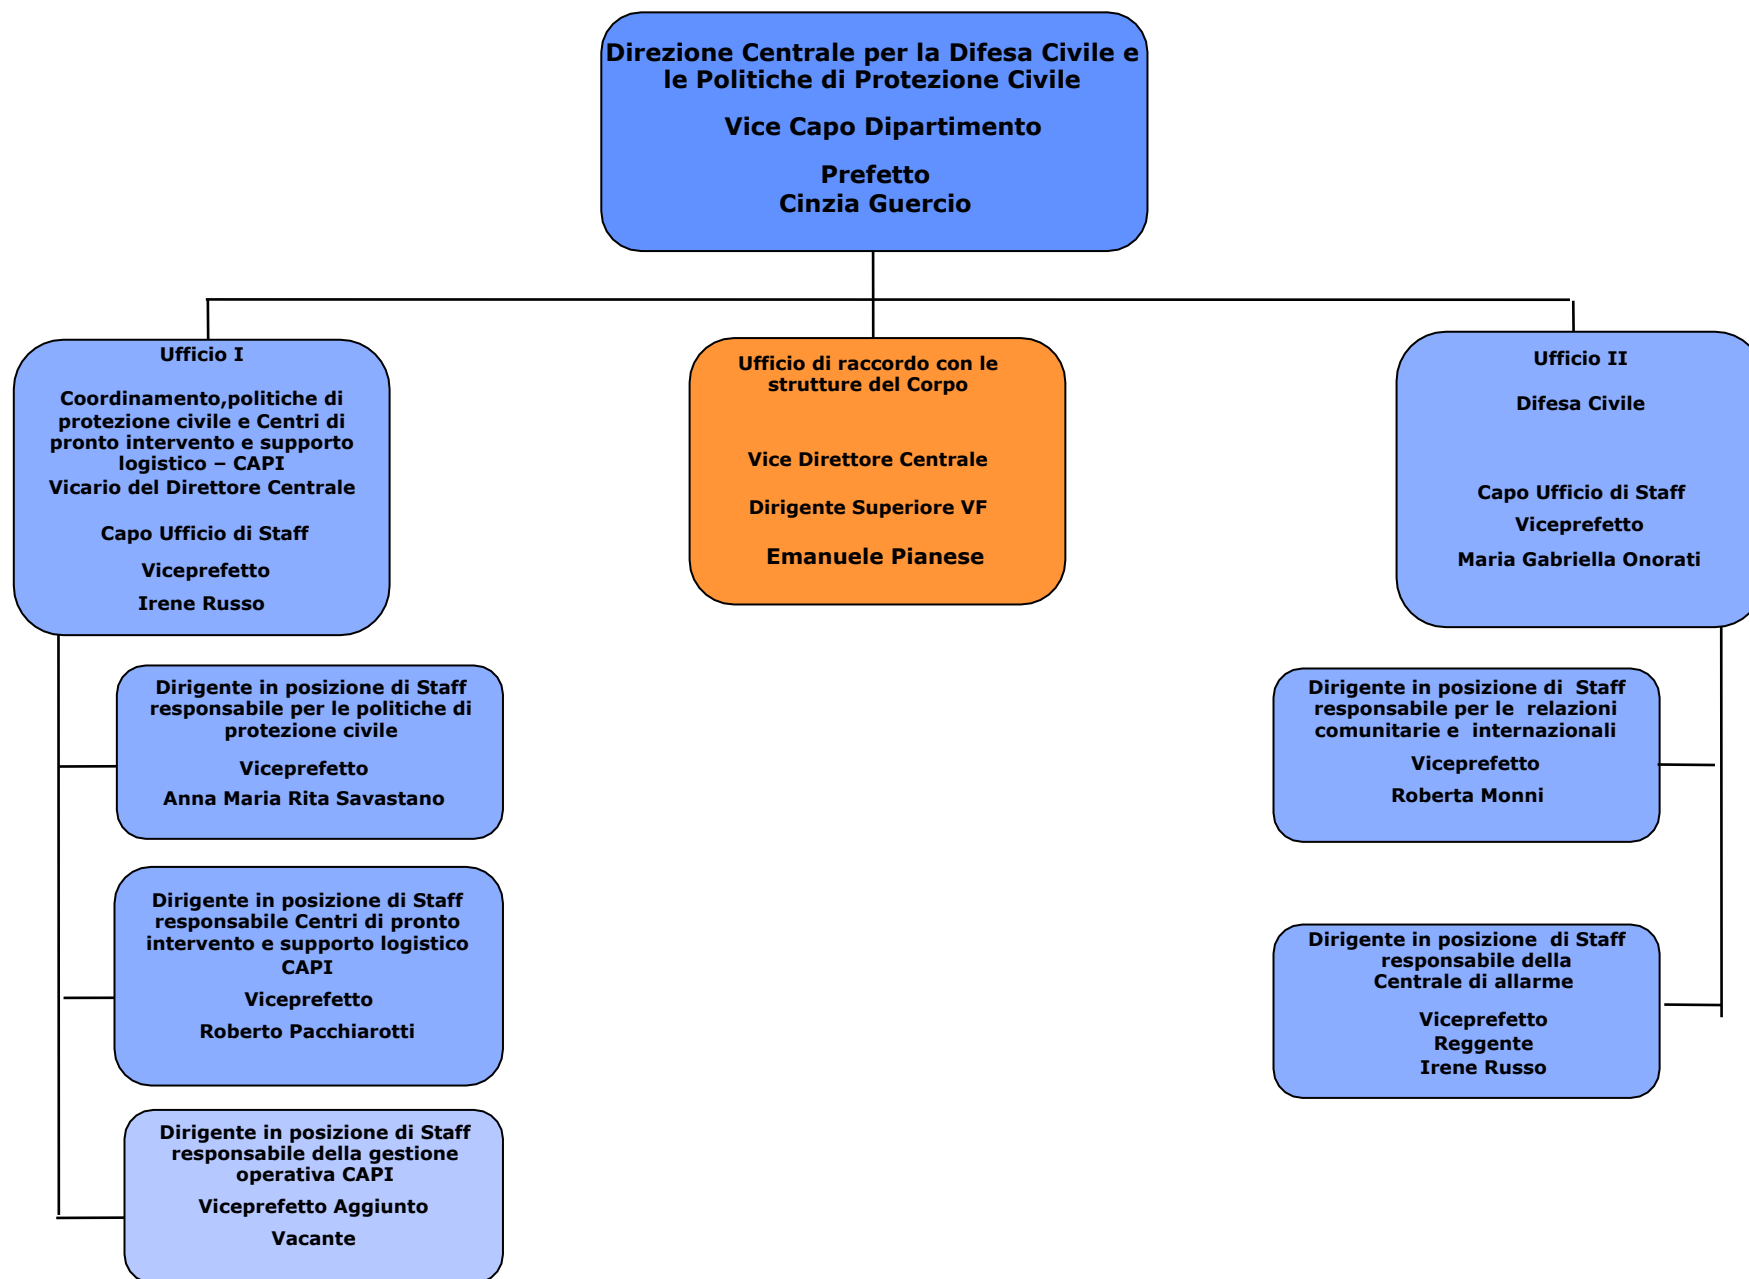 Direzione Centrale per la Difesa Civile e
le Politiche di Protezione Civile
Vice Capo Dipartimento
Prefetto
Cinzia Guercio
Ufficio I
Coordinamento,politiche di
protezione civile e Centri di
pronto intervento e supporto
logistico – CAPI
Vicario del Direttore Centrale
Capo Ufficio di Staff
Viceprefetto
Irene Russo
Ufficio di raccordo con le
strutture del Corpo
Vice Direttore Centrale
Dirigente Superiore VF
Emanuele Pianese
Ufficio II
Difesa Civile
Capo Ufficio di Staff
Viceprefetto
Maria Gabriella Onorati
Dirigente in posizione di Staff
responsabile per le politiche di
protezione civile
Viceprefetto
Anna Maria Rita Savastano
Dirigente in posizione di Staff
responsabile Centri di pronto
intervento e supporto logistico
CAPI
Viceprefetto
Roberto Pacchiarotti
Dirigente in posizione di Staff
responsabile della gestione
operativa CAPI
Viceprefetto Aggiunto
Vacante
Dirigente in posizione di Staff
responsabile per le relazioni
comunitarie e internazionali
Viceprefetto
Roberta Monni
Dirigente in posizione di Staff
responsabile della
Centrale di allarme
Viceprefetto
Reggente
Irene Russo